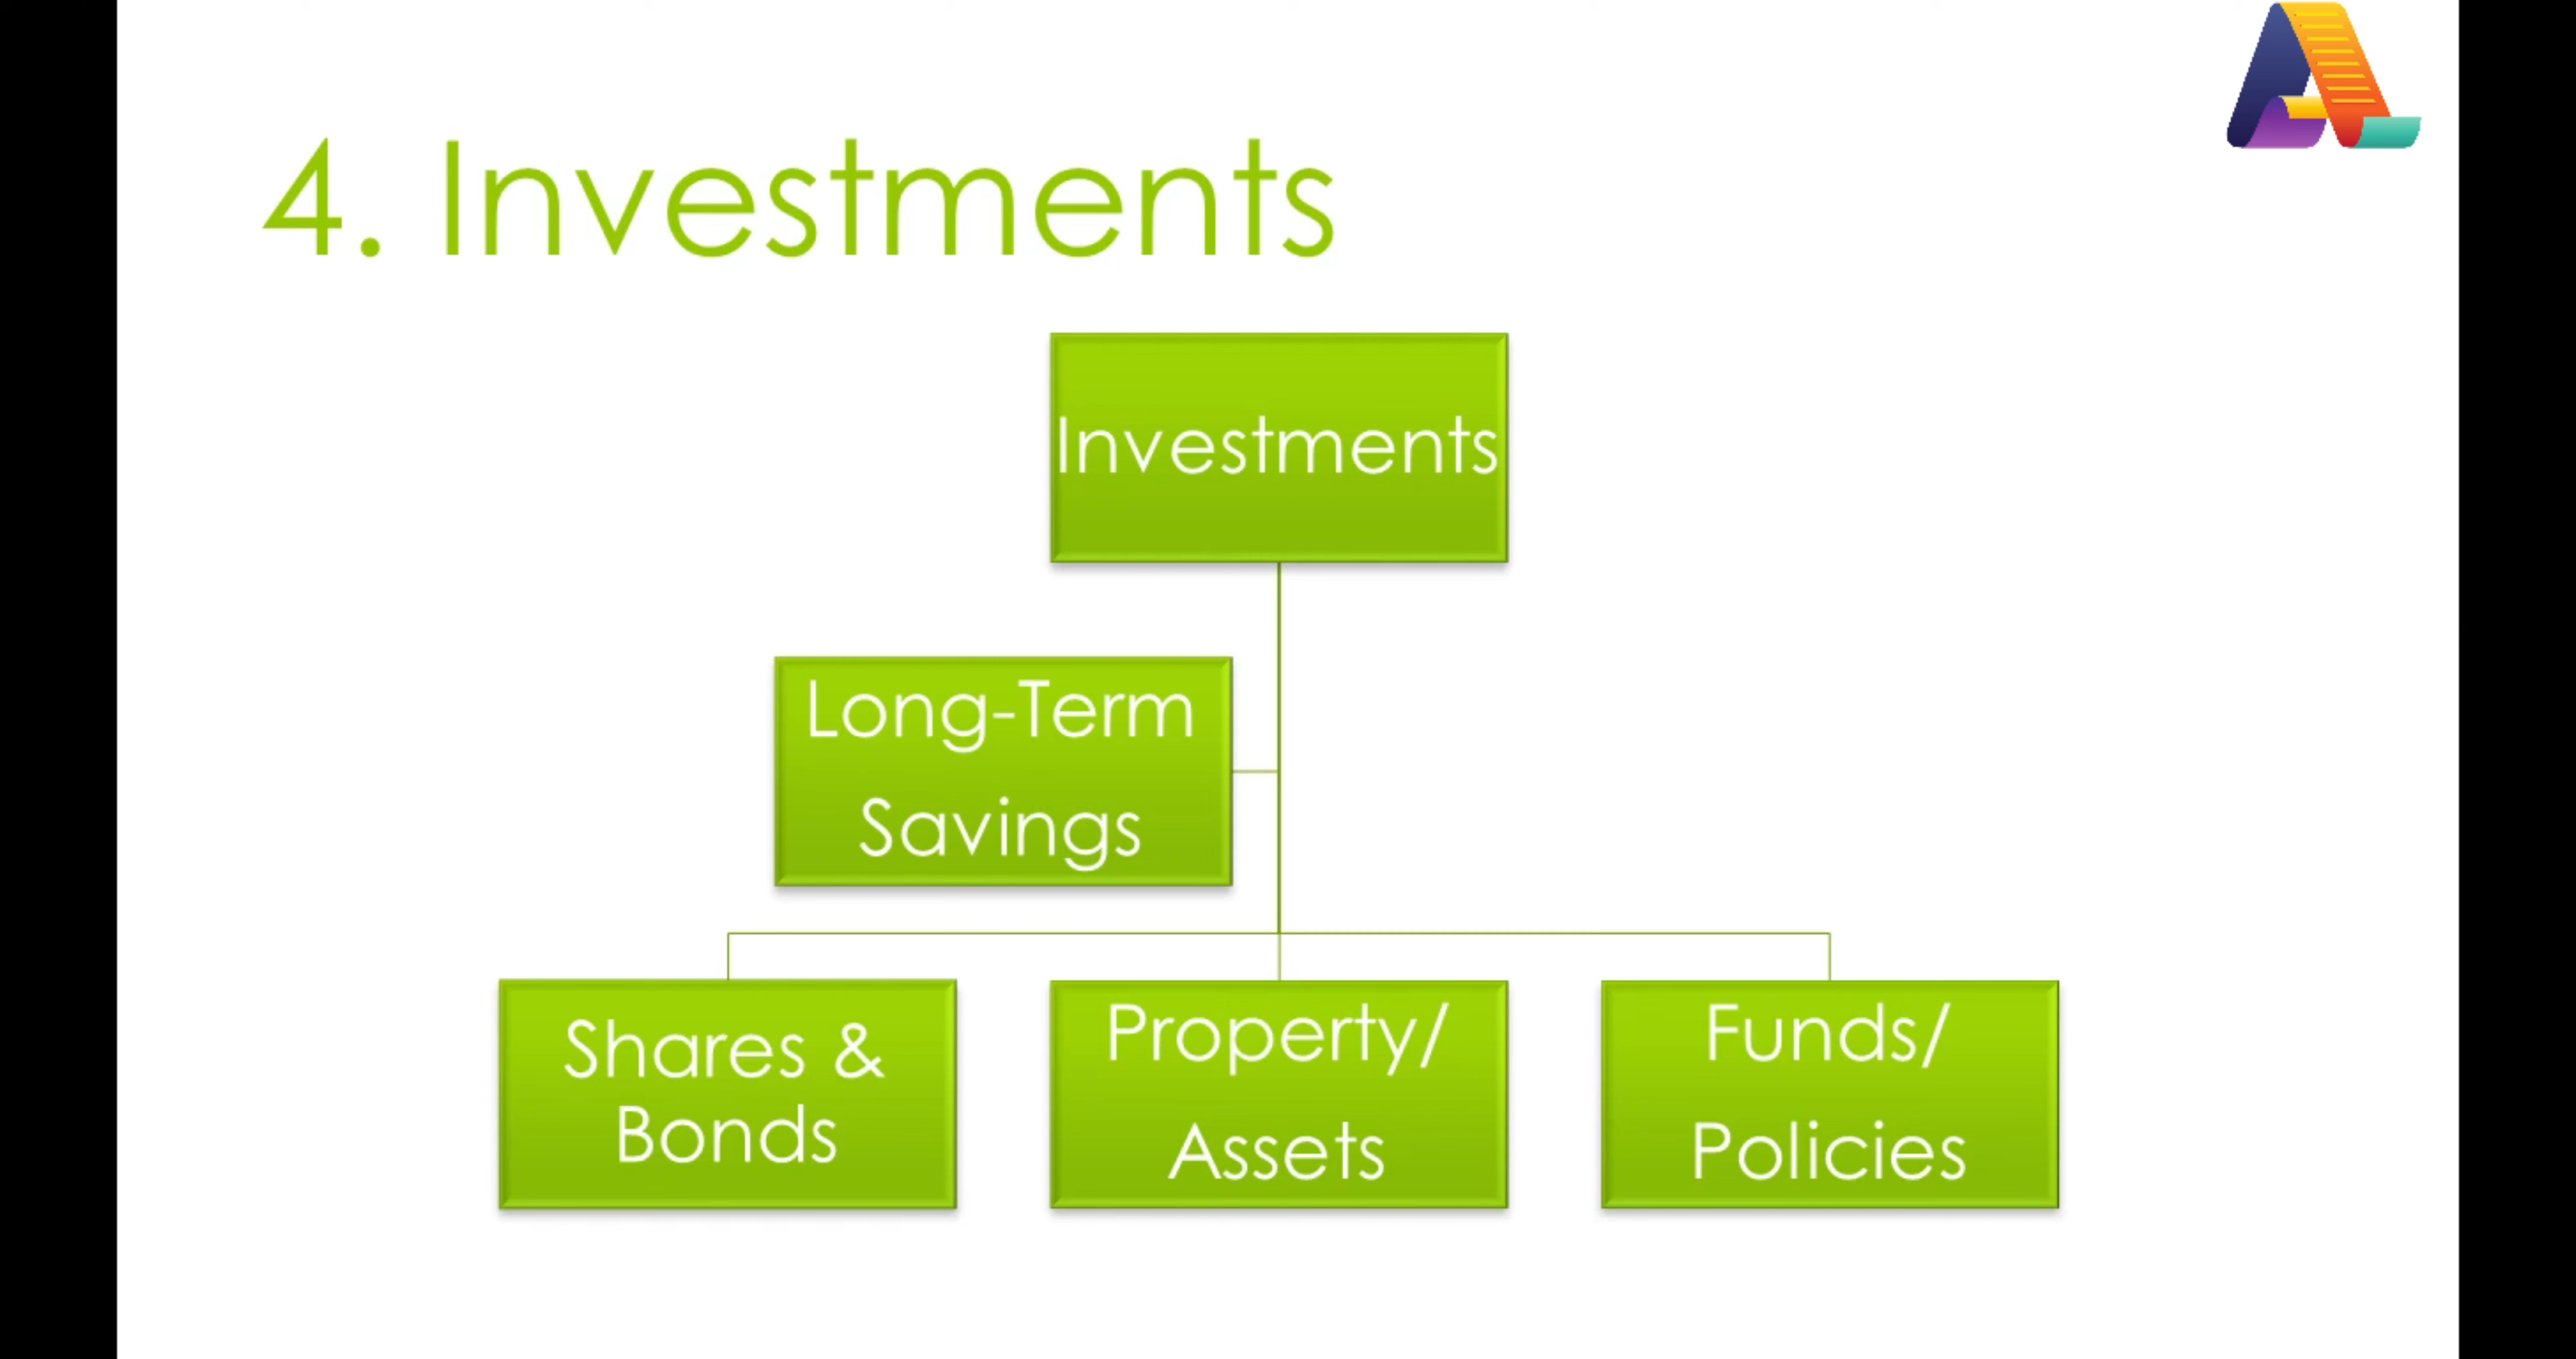 4. Investments
Investments
Long-Term
Savings
Shares &
Bonds
Property/
Assets
Funds/
Policies